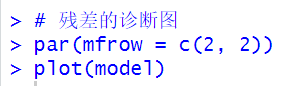 > # 残差的诊断图
> par(mfrow = c(2, 2))
> plot(model)